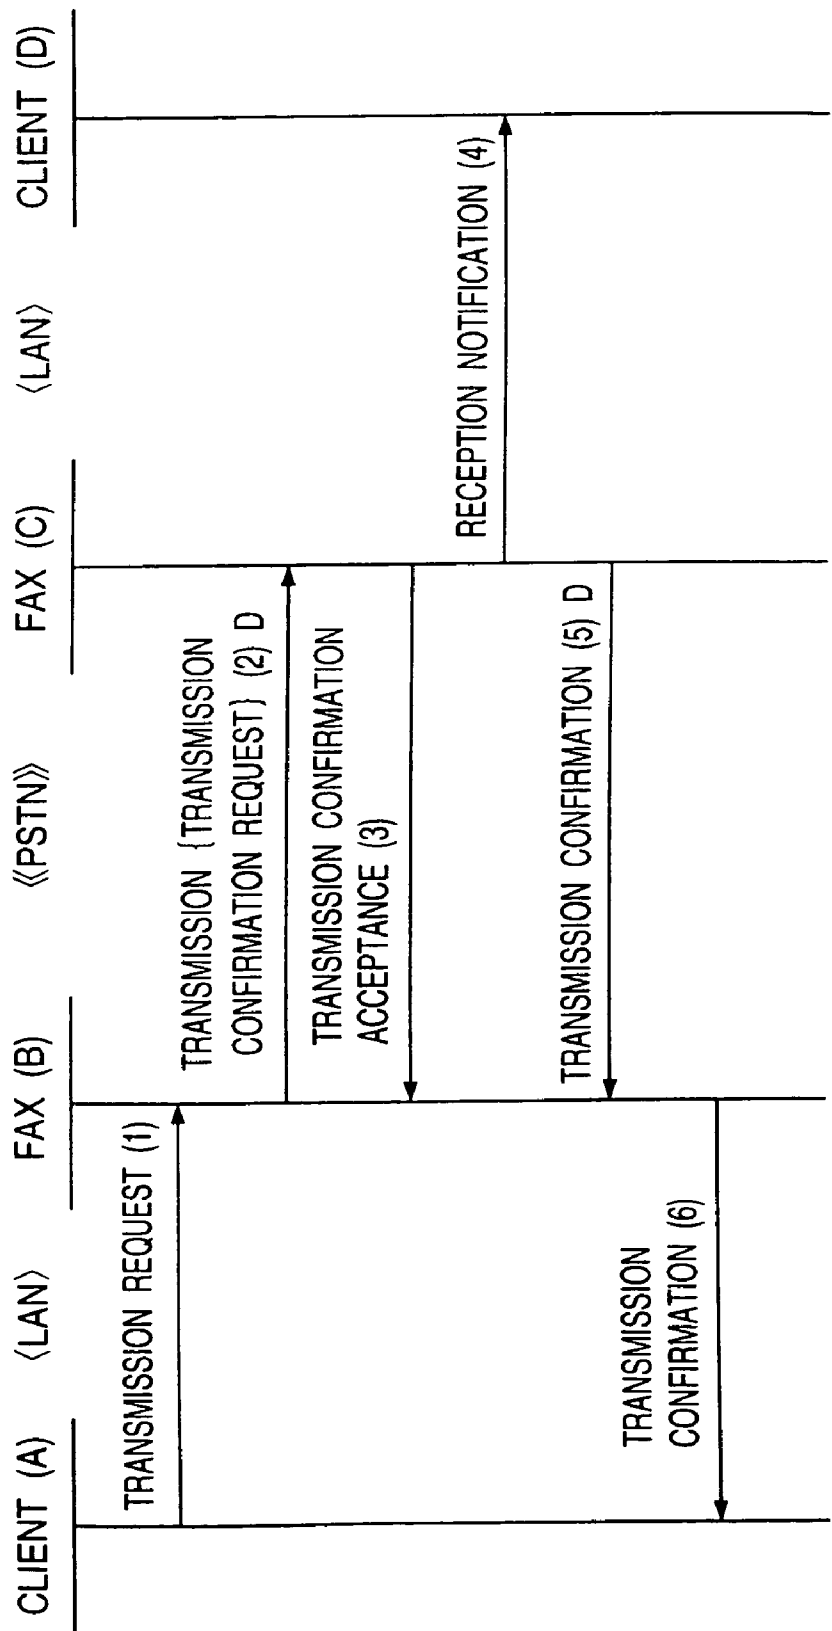 CLIENT (A) 〈LAN〉 FAX (B) 《PSTN》 FAX (C) 〈LAN〉 CLIENT (D)
TRANSMISSION REQUEST (1)
TRANSMISSION {TRANSMISSION
CONFIRMATION REQUEST} (2) D
TRANSMISSION CONFIRMATION
ACCEPTANCE (3)
RECEPTION NOTIFICATION (4)
TRANSMISSION CONFIRMATION (5) D
TRANSMISSION
CONFIRMATION (6)